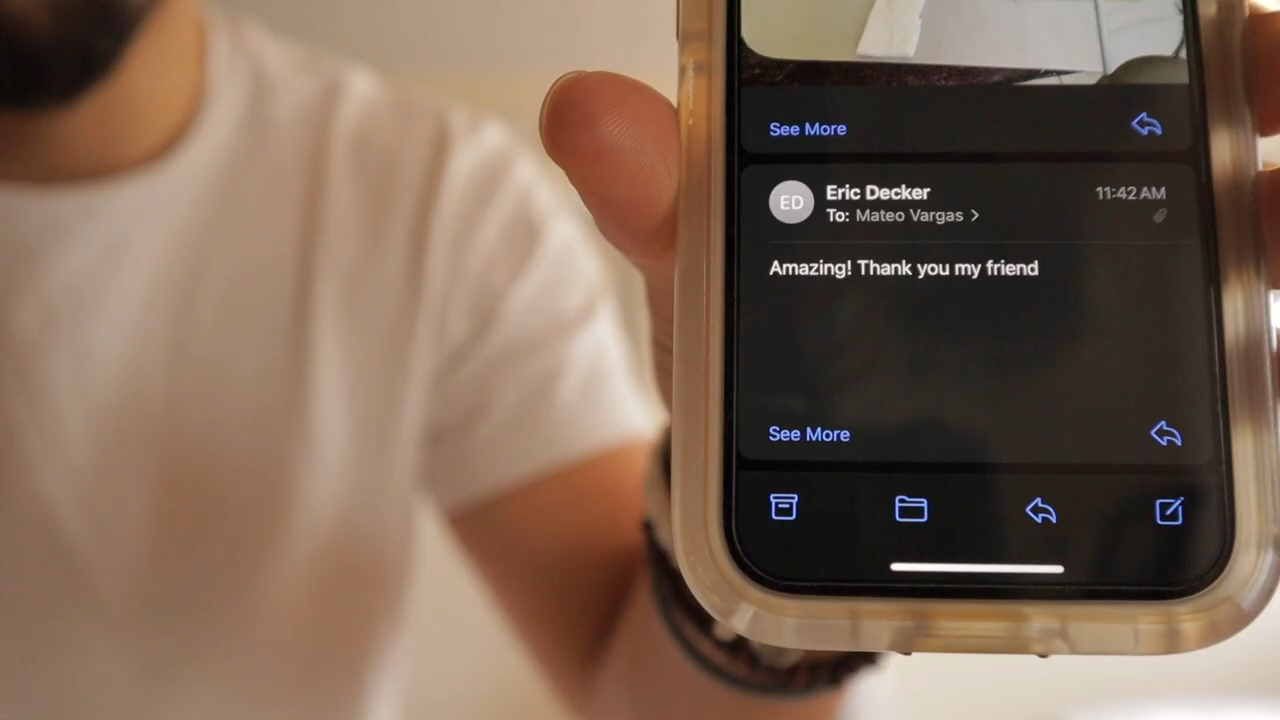 See More
ED
Eric Decker
11:42 AM
To: Mateo Vargas
Amazing! Thank you my friend
See More